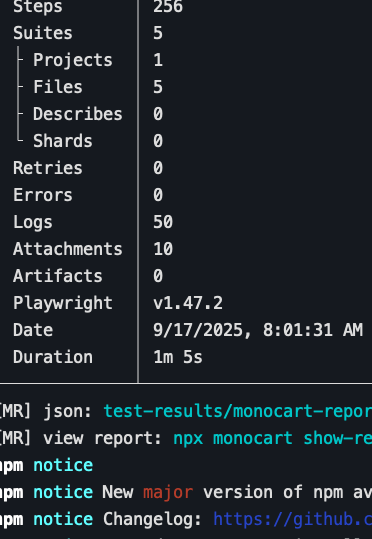 Steps 256
Suites 5
├ Projects 1
├ Files 5
├ Describes 0
└ Shards 0
Retries 0
Errors 0
Logs 50
Attachments 10
Artifacts 0
Playwright v1.47.2
Date 9/17/2025, 8:01:31 AM
Duration 1m 5s
[MR] json: test-results/monocart-repor
[MR] view report: npx monocart show-re
npm notice
npm notice New major version of npm av
npm notice Changelog: https://github.c